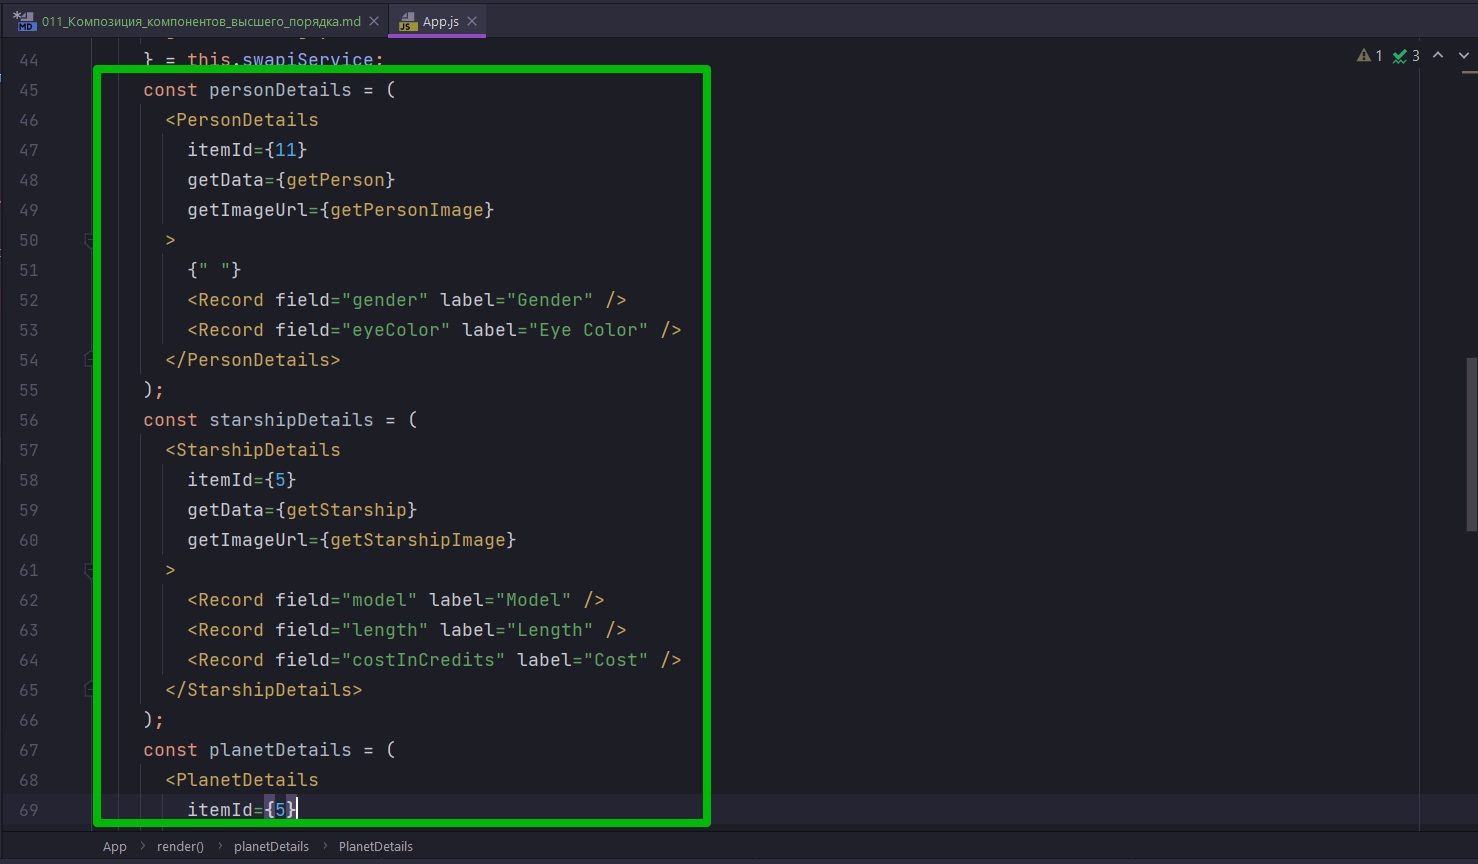 011_Композиция_компонентов_высшего_порядка.md
App.js
1 3
44 } = this.swapiService;
45 const personDetails = (
46 <PersonDetails
47 itemId={11}
48 getData={getPerson}
49 getImageUrl={getPersonImage}
50 >
51 {" "}
52 <Record field="gender" label="Gender" />
53 <Record field="eyeColor" label="Eye Color" />
54 </PersonDetails>
55 );
56 const starshipDetails = (
57 <StarshipDetails
58 itemId={5}
59 getData={getStarship}
60 getImageUrl={getStarshipImage}
61 >
62 <Record field="model" label="Model" />
63 <Record field="length" label="Length" />
64 <Record field="costInCredits" label="Cost" />
65 </StarshipDetails>
66 );
67 const planetDetails = (
68 <PlanetDetails
69 itemId={5}
App › render() › planetDetails › PlanetDetails